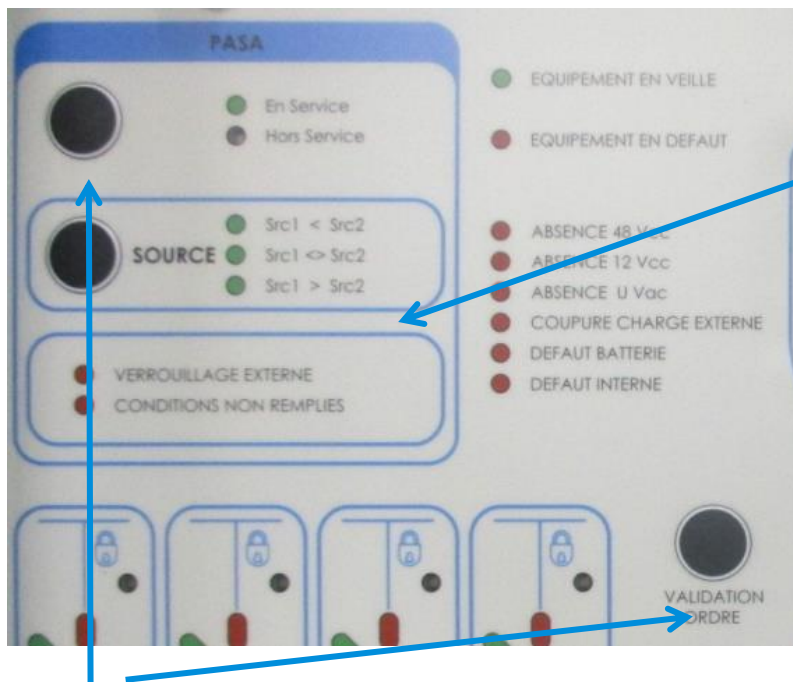 PASA
En Service
Hors Service
SOURCE
Src1 < Src2
Src1 <> Src2
Src1 > Src2
VERROUILLAGE EXTERNE
CONDITIONS NON REMPLIES
EQUIPEMENT EN VEILLE
EQUIPEMENT EN DEFAUT
ABSENCE 48 Vcc
ABSENCE 12 Vcc
ABSENCE U Vac
COUPURE CHARGE EXTERNE
DEFAUT BATTERIE
DEFAUT INTERNE
VALIDATION
ORDRE